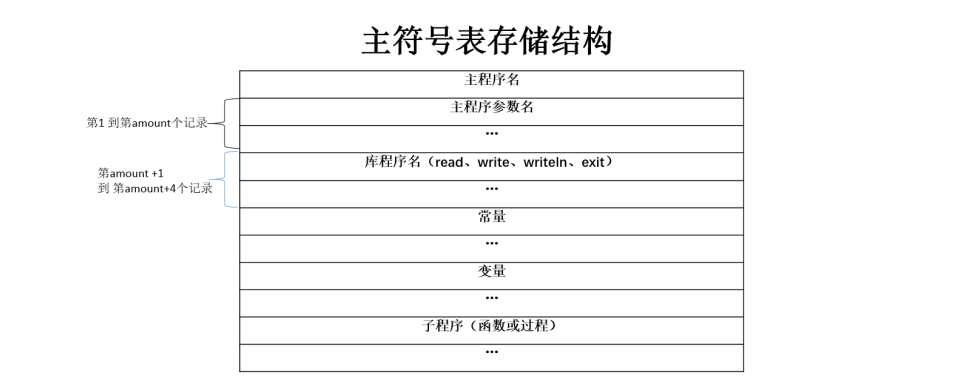 主符号表存储结构
主程序名
主程序参数名
第1 到第amount个记录
...
库程序名（read、write、writeln、exit）
第amount +1
到 第amount+4个记录
...
常量
...
变量
...
子程序（函数或过程）
...